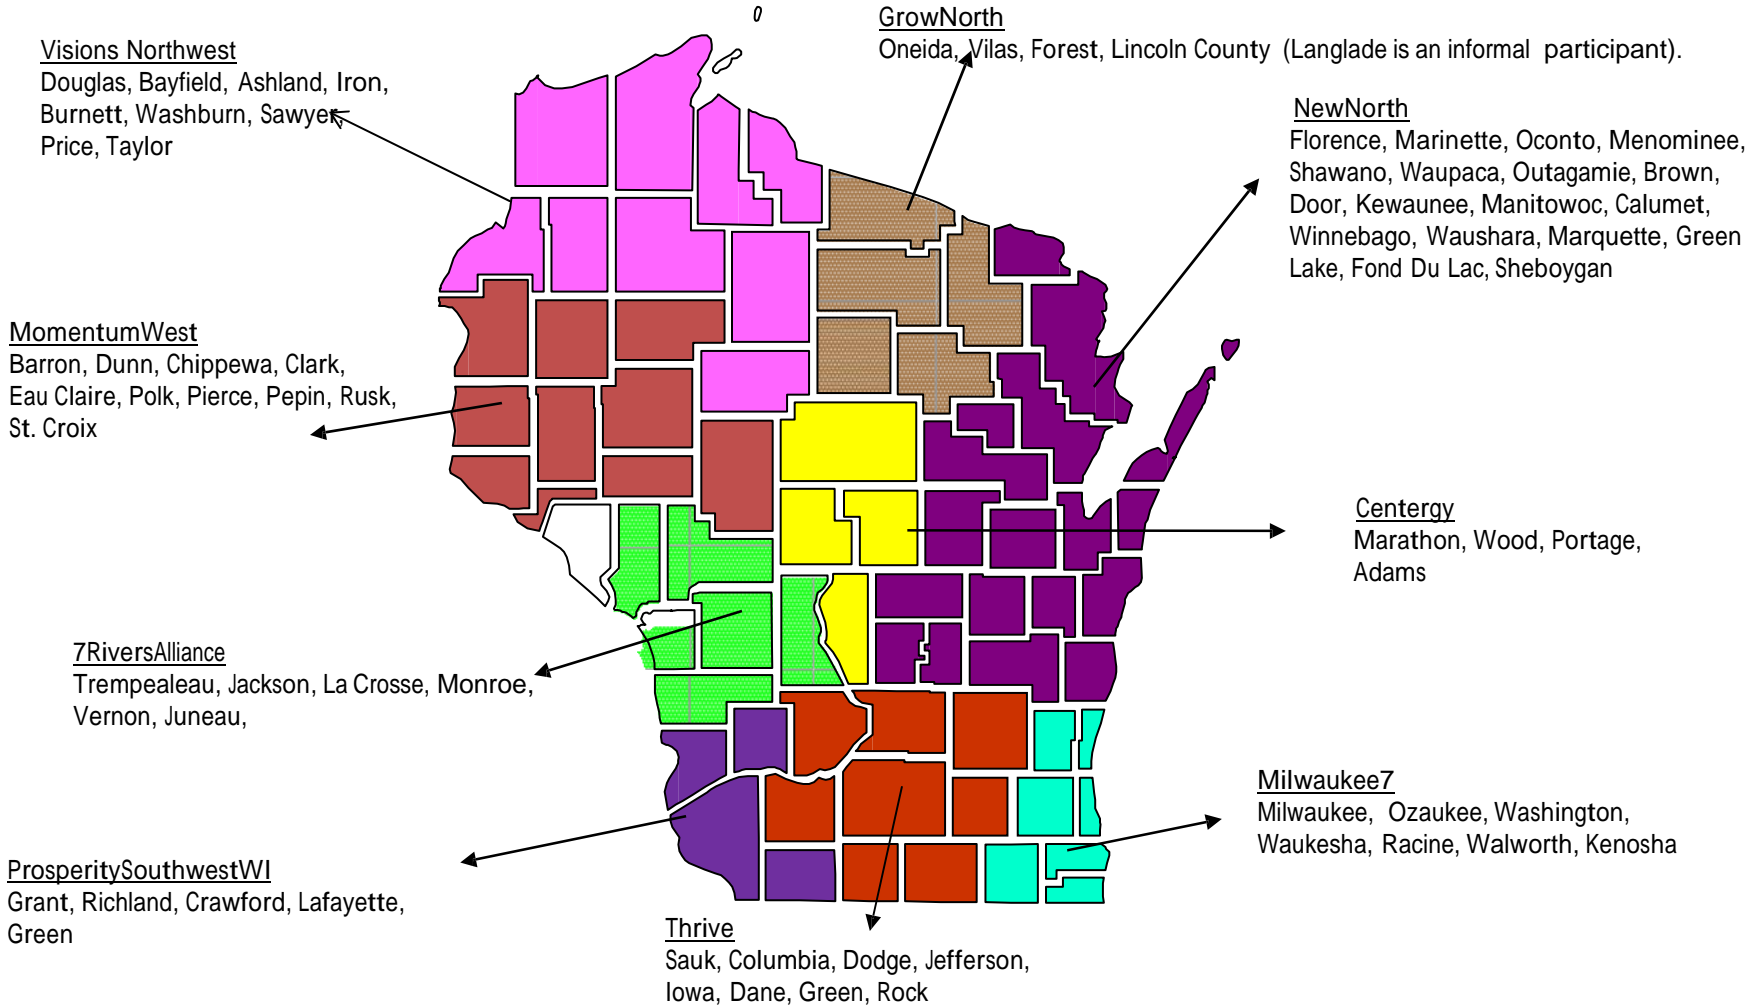 Visions Northwest
Douglas, Bayfield, Ashland, Iron,
Burnett, Washburn, Sawyer,
Price, Taylor
GrowNorth
Oneida, Vilas, Forest, Lincoln County (Langlade is an informal participant).
NewNorth
Florence, Marinette, Oconto, Menominee,
Shawano, Waupaca, Outagamie, Brown,
Door, Kewaunee, Manitowoc, Calumet,
Winnebago, Waushara, Marquette, Green
Lake, Fond Du Lac, Sheboygan
MomentumWest
Barron, Dunn, Chippewa, Clark,
Eau Claire, Polk, Pierce, Pepin, Rusk,
St. Croix
Centergy
Marathon, Wood, Portage,
Adams
7RiversAlliance
Trempealeau, Jackson, La Crosse, Monroe,
Vernon, Juneau,
Milwaukee7
Milwaukee, Ozaukee, Washington,
Waukesha, Racine, Walworth, Kenosha
ProsperitySouthwestWI
Grant, Richland, Crawford, Lafayette,
Green
Thrive
Sauk, Columbia, Dodge, Jefferson,
Iowa, Dane, Green, Rock